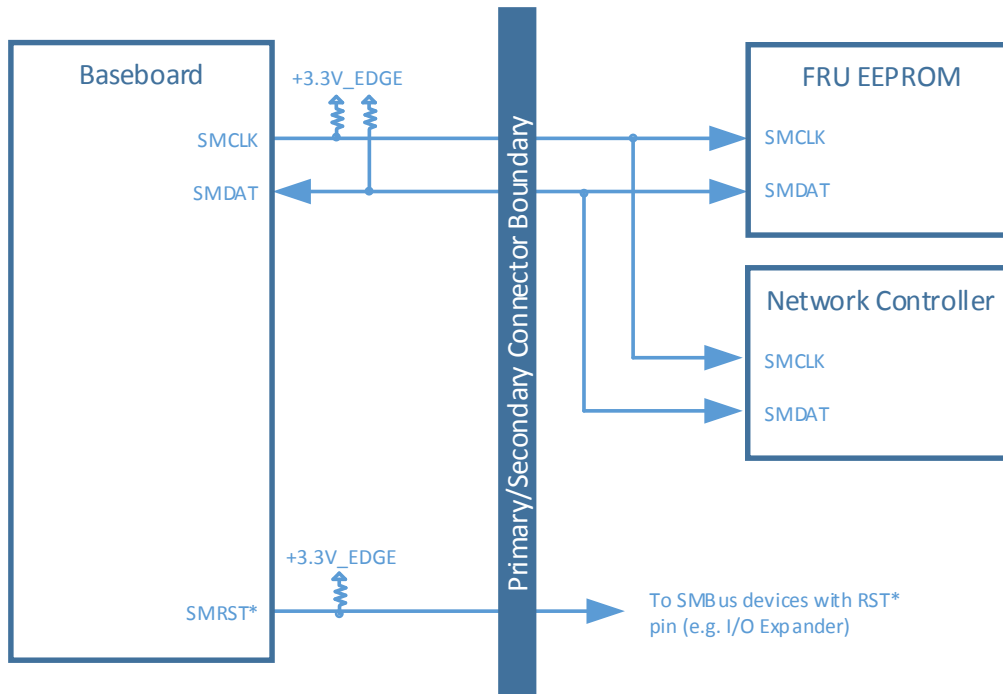 Baseboard
+3.3V_EDGE
SMCLK
SMDAT
+3.3V_EDGE
SMRST*
Primary/Secondary Connector Boundary
FRU EEPROM
SMCLK
SMDAT
Network Controller
SMCLK
SMDAT
To SMBus devices with RST*
pin (e.g. I/O Expander)